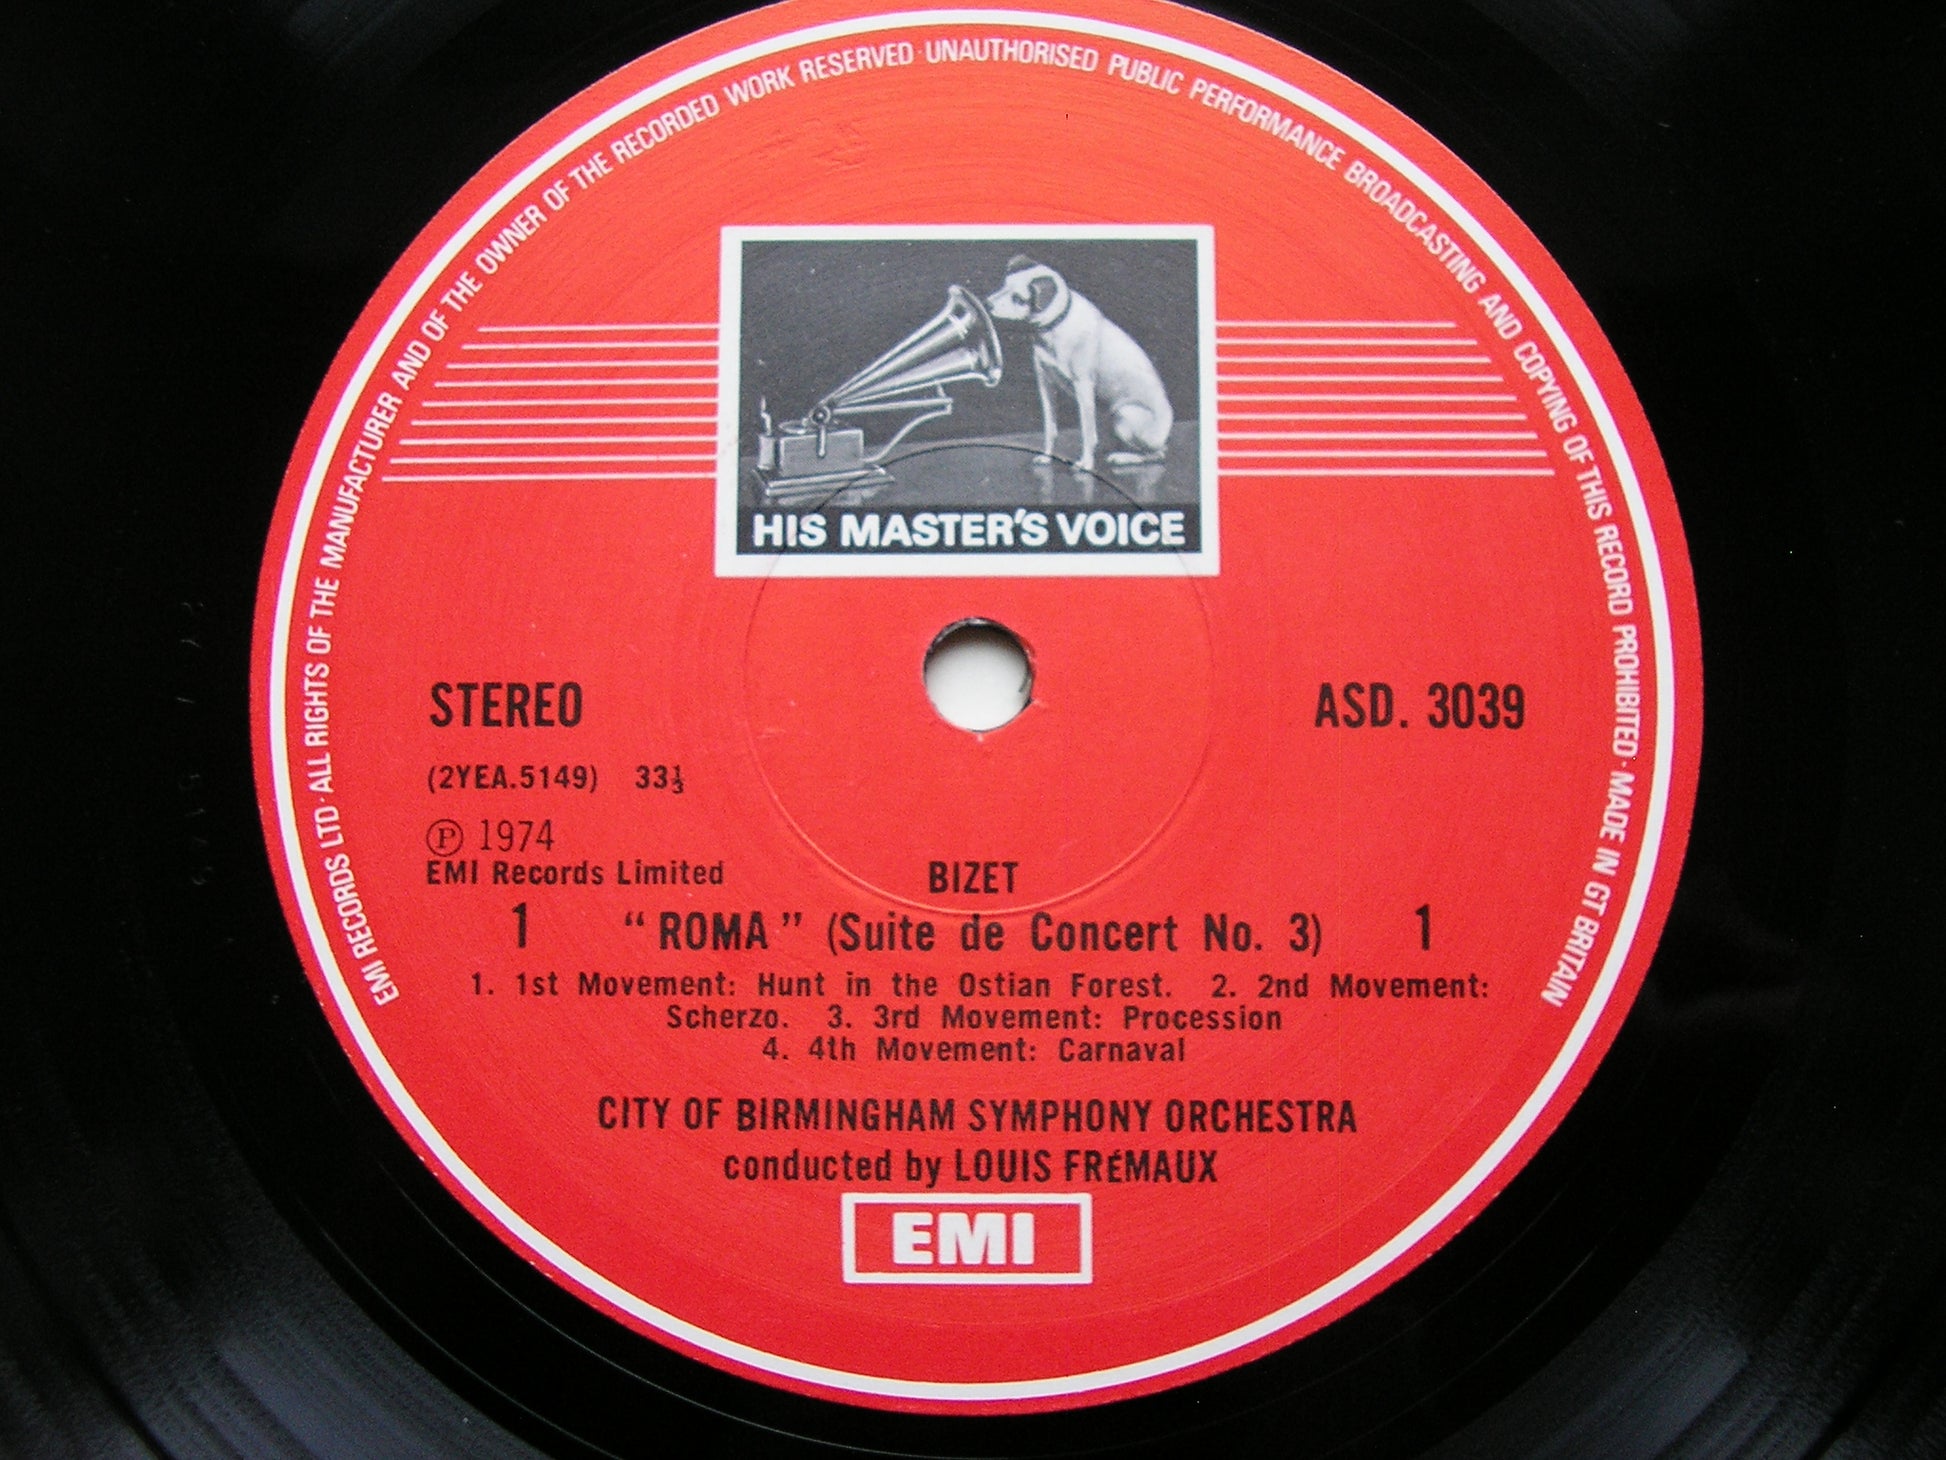 EMI RECORDS LTD · ALL RIGHTS OF THE MANUFACTURER AND OF THE OWNER OF THE RECORDED WORK RESERVED · UNAUTHORISED PUBLIC PERFORMANCE BROADCASTING AND COPYING OF THIS RECORD PROHIBITED · MADE IN GT BRITAIN
HIS MASTER'S VOICE
STEREO ASD. 3039
(2YEA.5149) 33⅓
℗ 1974
EMI Records Limited
BIZET
1 "ROMA" (Suite de Concert No. 3) 1
1. 1st Movement: Hunt in the Ostian Forest. 2. 2nd Movement:
Scherzo. 3. 3rd Movement: Procession
4. 4th Movement: Carnaval
CITY OF BIRMINGHAM SYMPHONY ORCHESTRA
conducted by LOUIS FRÉMAUX
EMI